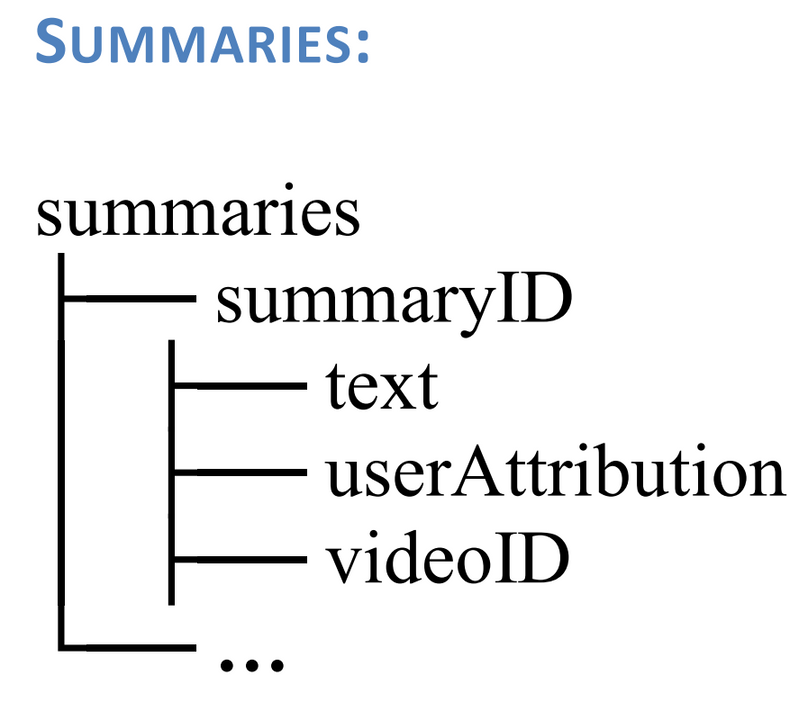 SUMMARIES:
summaries
summaryID
text
userAttribution
videoID
...